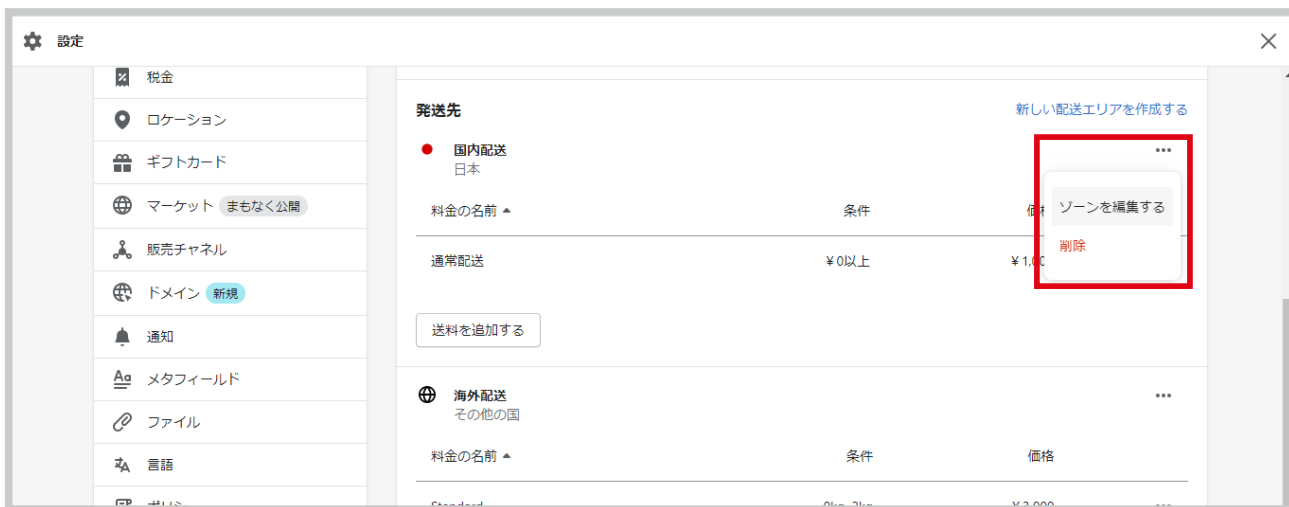 設定
税金
ロケーション
ギフトカード
マーケット まもなく公開
販売チャネル
ドメイン 新規
通知
メタフィールド
Aa
ファイル
言語
発送先
新しい配送エリアを作成する
国内配送
日本
ゾーンを編集する
削除
料金の名前 条件
通常配送 ¥0以上
送料を追加する
海外配送
その他の国
料金の名前 条件 価格